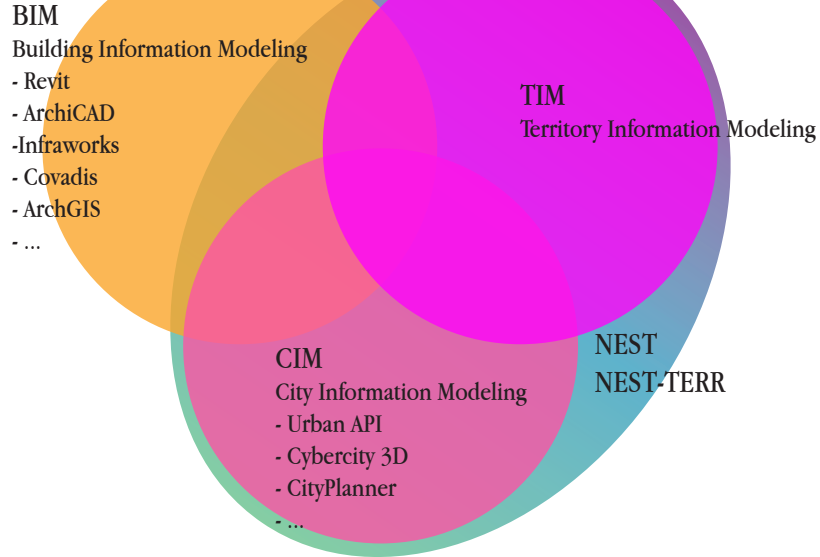 BIM
Building Information Modeling
- Revit
- ArchiCAD
-Infraworks
- Covadis
- ArchGIS
- ...
TIM
Territory Information Modeling
CIM
City Information Modeling
- Urban API
- Cybercity 3D
- CityPlanner
- ...
NEST
NEST-TERR